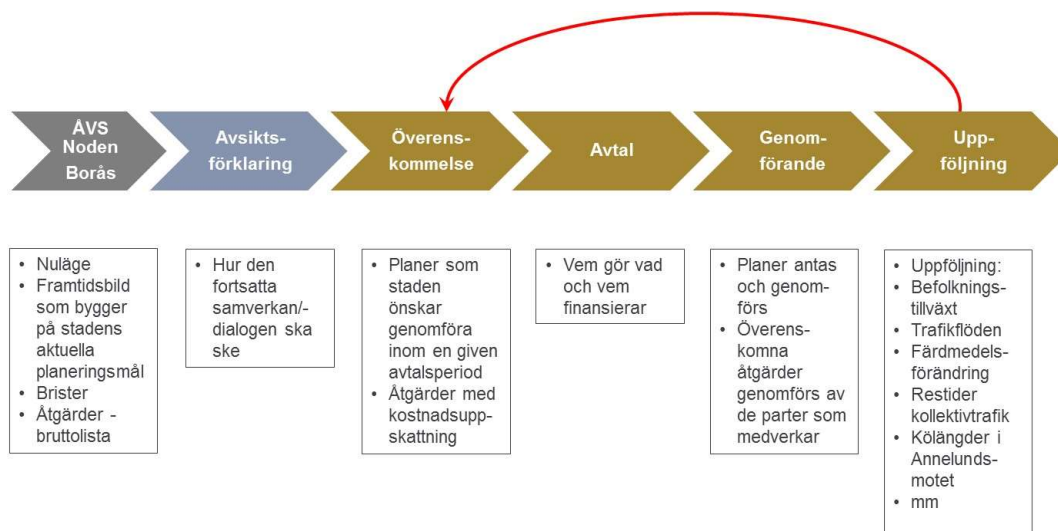 ÅVS
Noden
Borås
Avsikts-
förklaring
Överens-
kommelse
Avtal
Genom-
förande
Upp-
följning
• Nuläge
• Framtidsbild
som bygger
på stadens
aktuella
planeringsmål
• Brister
• Åtgärder -
bruttolista
• Hur den
fortsatta
samverkan/-
dialogen ska
ske
• Planer som
staden
önskar
genomföra
inom en given
avtalsperiod
• Åtgärder med
kostnadsupp-
skattning
• Vem gör vad
och vem
finansierar
• Planer antas
och genom-
förs
• Överens-
komna
åtgärder
genomförs av
de parter som
medverkar
• Uppföljning:
• Befolknings-
tillväxt
• Trafikflöden
• Färdmedels-
förändring
• Restider
kollektivtrafik
• Kölängder i
Annelunds-
motet
• mm